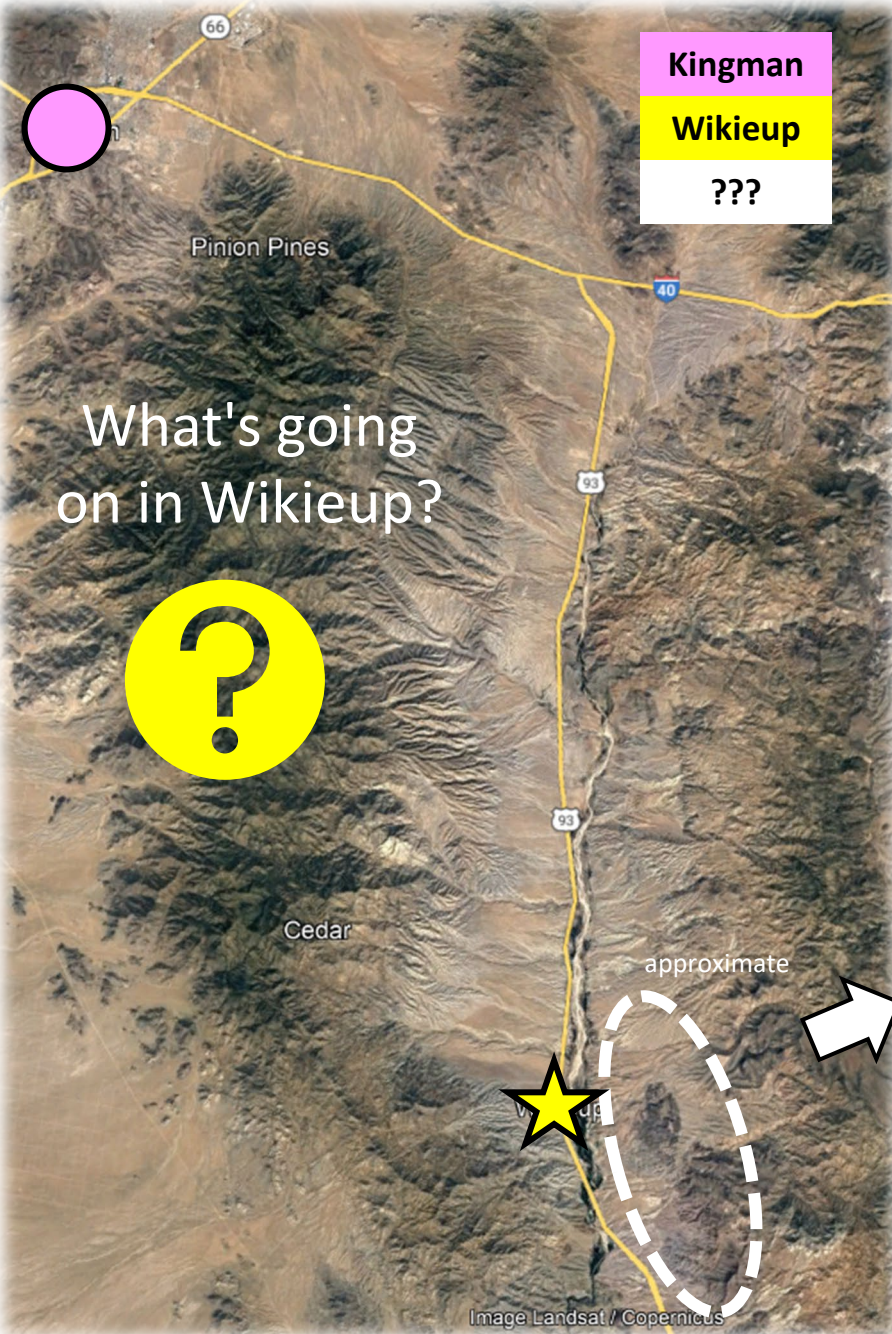 66
Kingman
Wikieup
???
Pinion Pines
40
What's going
on in Wikieup?
93
?
93
Cedar
approximate
Image Landsat / Copernicus